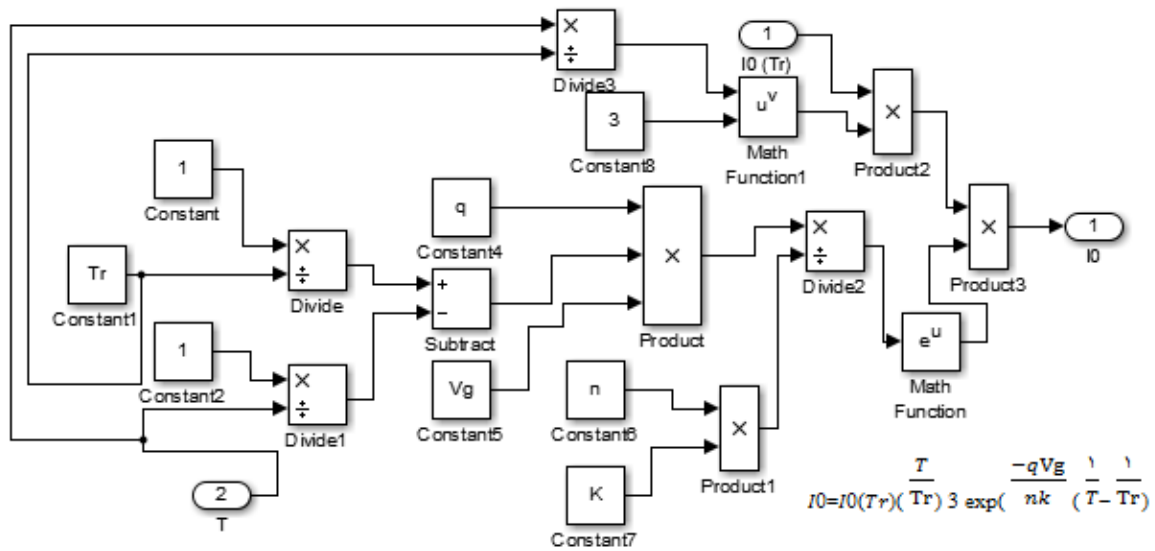 ×
÷
Divide3
1
I0 (Tr)
3
Constant8
u^v
Math
Function1
×
Product2
1
Constant
q
Constant4
×
÷
Divide
Tr
Constant1
+
−
Subtract
×
Product
×
÷
Divide2
×
Product3
1
I0
1
Constant2
×
÷
Divide1
Vg
Constant5
n
Constant6
×
Product1
e^u
Math
Function
K
Constant7
2
T
I0=I0(Tr)(T/Tr) 3 exp( −qVg/nk (۱/T − ۱/Tr)